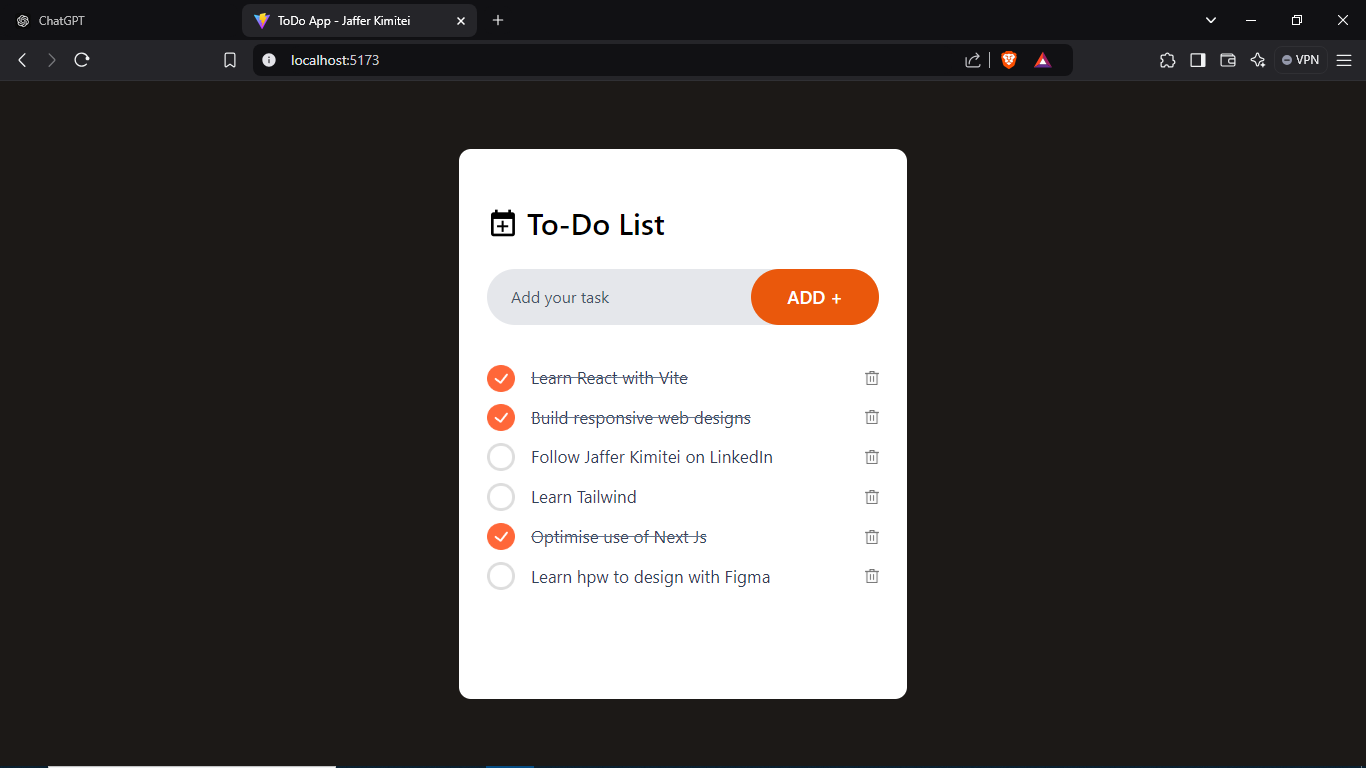 ChatGPT
ToDo App - Jaffer Kimitei
localhost:5173
VPN
To-Do List
Add your task
ADD +
Learn React with Vite
Build responsive web designs
Follow Jaffer Kimitei on LinkedIn
Learn Tailwind
Optimise use of Next Js
Learn hpw to design with Figma